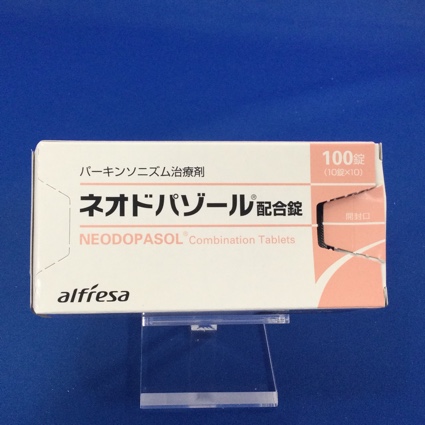 パーキンソニズム治療剤
100錠
(10錠×10)
ネオドパゾール®配合錠
開封口
NEODOPASOL® Combination Tablets
alfresa